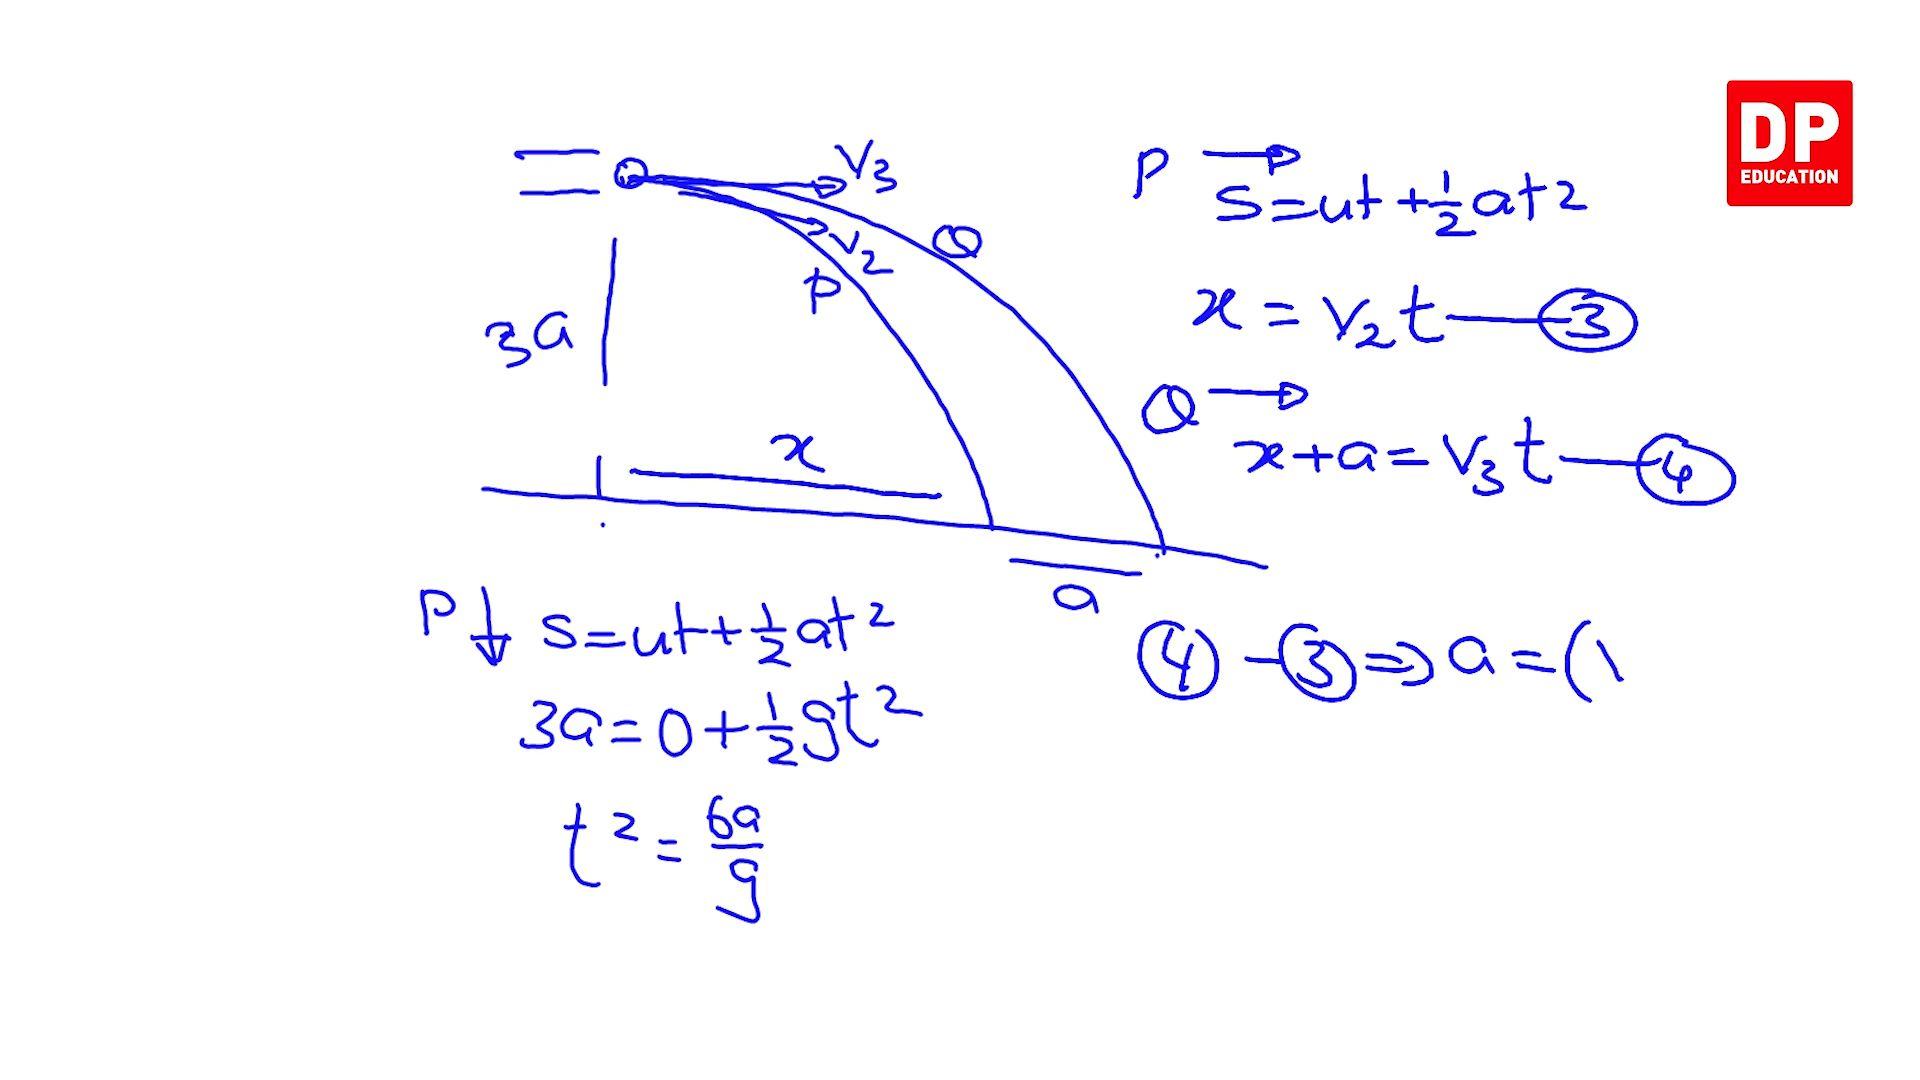 DP
EDUCATION
V₃
V₂
Q
P
3a
x
a
P → s = ut + ½at²
x = V₂t — ③
Q →
x + a = V₃t — ④
P ↓ s = ut + ½at²
3a = 0 + ½gt²
t² = 6a/g
④ - ③ ⇒ a = (